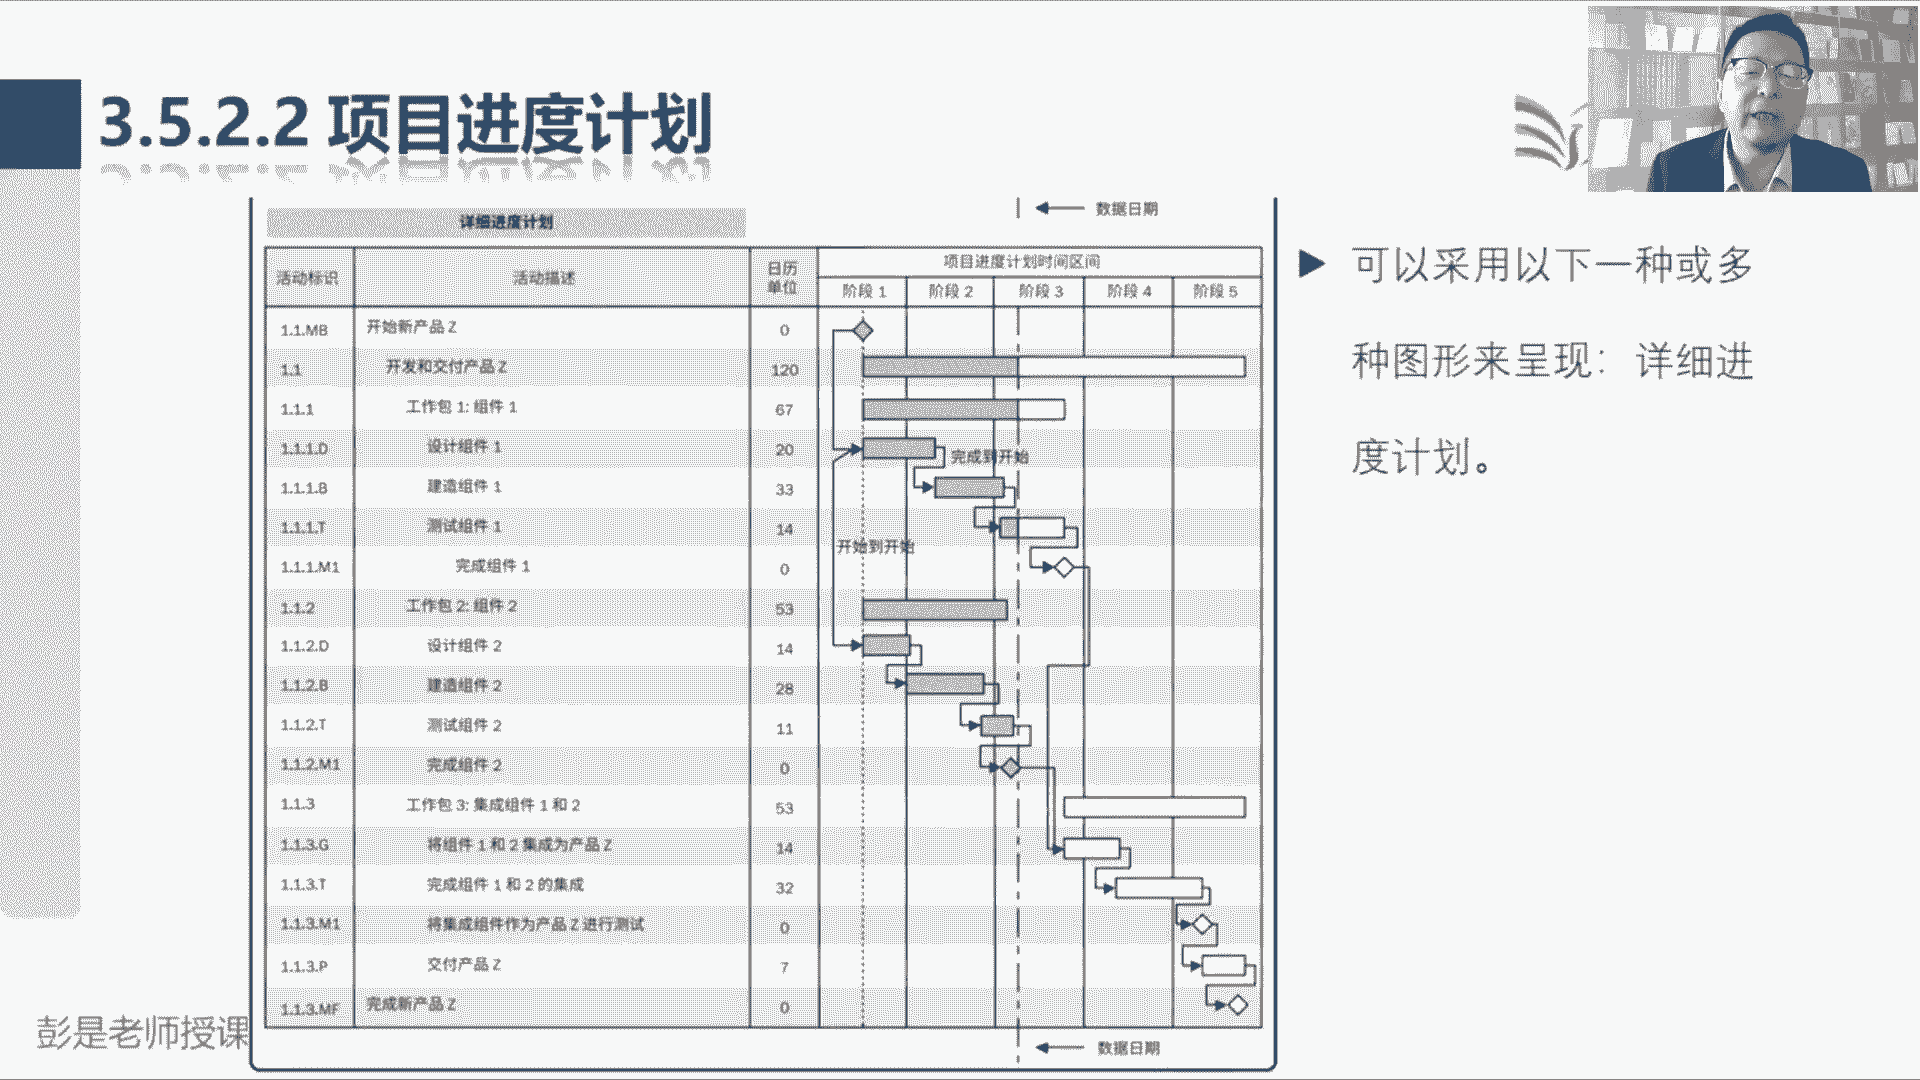 3.5.2.2 项目进度计划
数据日期
详细进度计划
活动标识 活动描述 日历单位 项目进度计划时间区间
阶段 1 阶段 2 阶段 3 阶段 4 阶段 5
1.1.MB 开始新产品 Z 0
1.1 开发和交付产品 Z 120
1.1.1 工作包 1: 组件 1 67
1.1.1.D 设计组件 1 20
完成到开始
1.1.1.B 建造组件 1 33
1.1.1.T 测试组件 1 14
开始到开始
1.1.1.M1 完成组件 1 0
1.1.2 工作包 2: 组件 2 53
1.1.2.D 设计组件 2 14
1.1.2.B 建造组件 2 28
1.1.2.T 测试组件 2 11
1.1.2.M1 完成组件 2 0
1.1.3 工作包 3: 集成组件 1 和 2 53
1.1.3.G 将组件 1 和 2 集成为产品 Z 14
1.1.3.T 完成组件 1 和 2 的集成 32
1.1.3.M1 将集成组件作为产品 Z 进行测试 0
1.1.3.P 交付产品 Z 7
1.1.3.MF 完成新产品 Z 0
数据日期
可以采用以下一种或多
种图形来呈现：详细进
度计划。
彭是老师授课